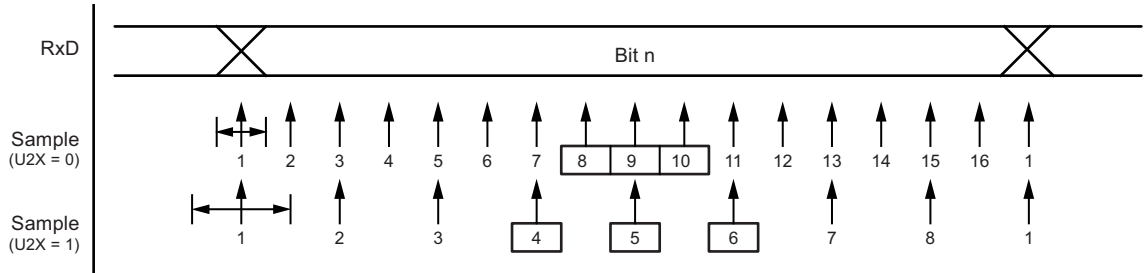 RxD
Bit n
Sample
(U2X = 0)
1 2 3 4 5 6 7 8 9 10 11 12 13 14 15 16 1
Sample
(U2X = 1)
1 2 3 4 5 6 7 8 1